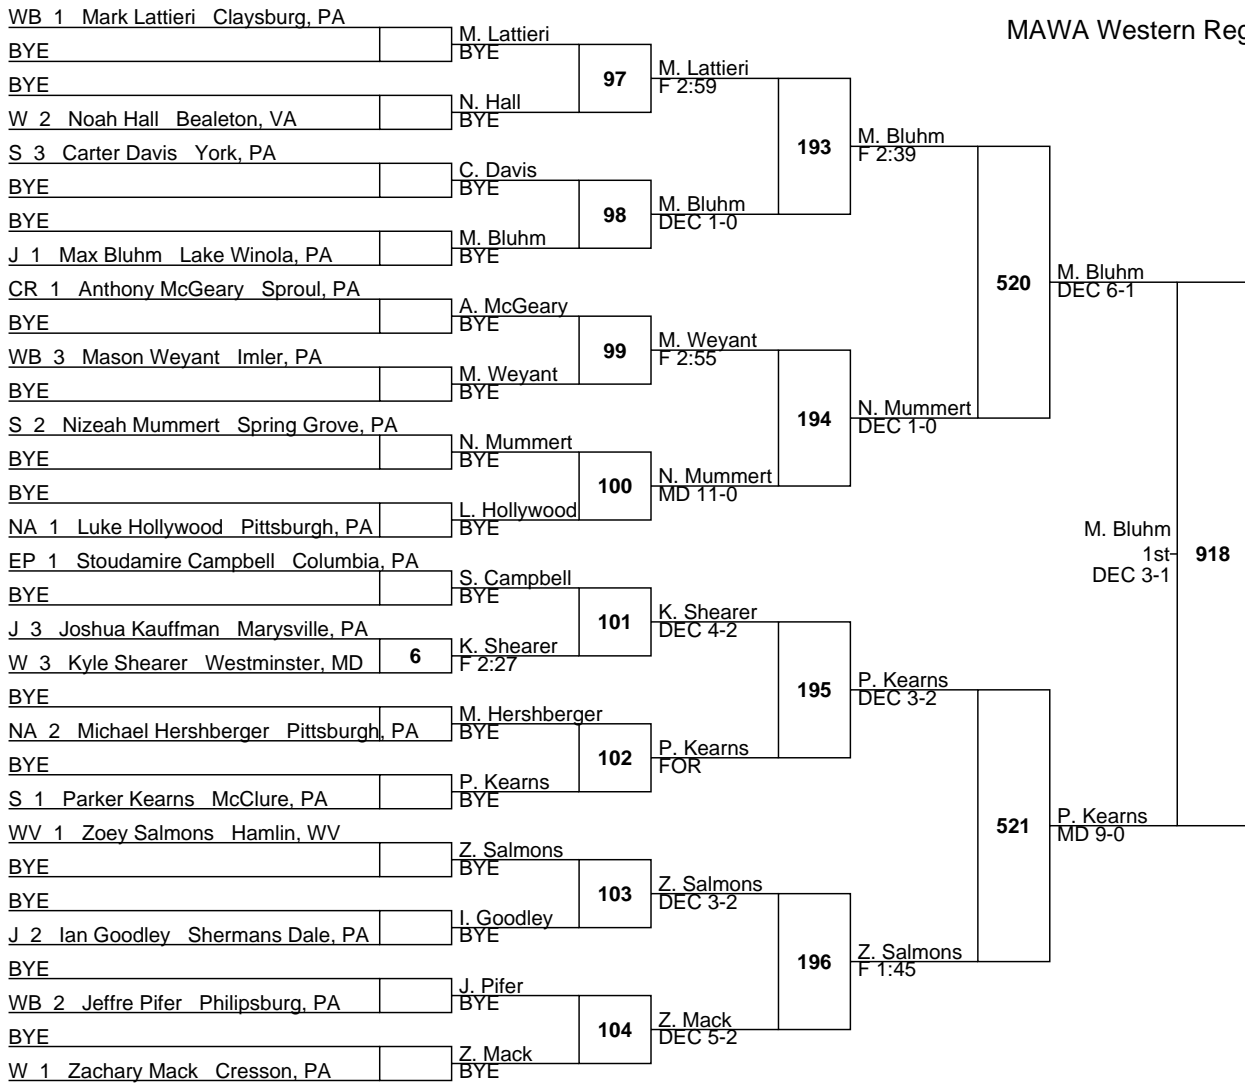 MAWA Western Reg
WB 1 Mark Lattieri Claysburg, PA
BYE
BYE
W 2 Noah Hall Bealeton, VA
S 3 Carter Davis York, PA
BYE
BYE
J 1 Max Bluhm Lake Winola, PA
CR 1 Anthony McGeary Sproul, PA
BYE
WB 3 Mason Weyant Imler, PA
BYE
S 2 Nizeah Mummert Spring Grove, PA
BYE
BYE
NA 1 Luke Hollywood Pittsburgh, PA
EP 1 Stoudamire Campbell Columbia, PA
BYE
J 3 Joshua Kauffman Marysville, PA
W 3 Kyle Shearer Westminster, MD
BYE
NA 2 Michael Hershberger Pittsburgh, PA
BYE
S 1 Parker Kearns McClure, PA
WV 1 Zoey Salmons Hamlin, WV
BYE
BYE
J 2 Ian Goodley Shermans Dale, PA
BYE
WB 2 Jeffre Pifer Philipsburg, PA
BYE
W 1 Zachary Mack Cresson, PA
6
M. Lattieri
BYE
N. Hall
BYE
C. Davis
BYE
M. Bluhm
BYE
A. McGeary
BYE
M. Weyant
BYE
N. Mummert
BYE
L. Hollywood
BYE
S. Campbell
BYE
K. Shearer
F 2:27
M. Hershberger
BYE
P. Kearns
BYE
Z. Salmons
BYE
I. Goodley
BYE
J. Pifer
BYE
Z. Mack
BYE
97
98
99
100
101
102
103
104
M. Lattieri
F 2:59
M. Bluhm
DEC 1-0
M. Weyant
F 2:55
N. Mummert
MD 11-0
K. Shearer
DEC 4-2
P. Kearns
FOR
Z. Salmons
DEC 3-2
Z. Mack
DEC 5-2
193
194
195
196
M. Bluhm
F 2:39
N. Mummert
DEC 1-0
P. Kearns
DEC 3-2
Z. Salmons
F 1:45
520
521
M. Bluhm
DEC 6-1
P. Kearns
MD 9-0
M. Bluhm
1st
DEC 3-1
918